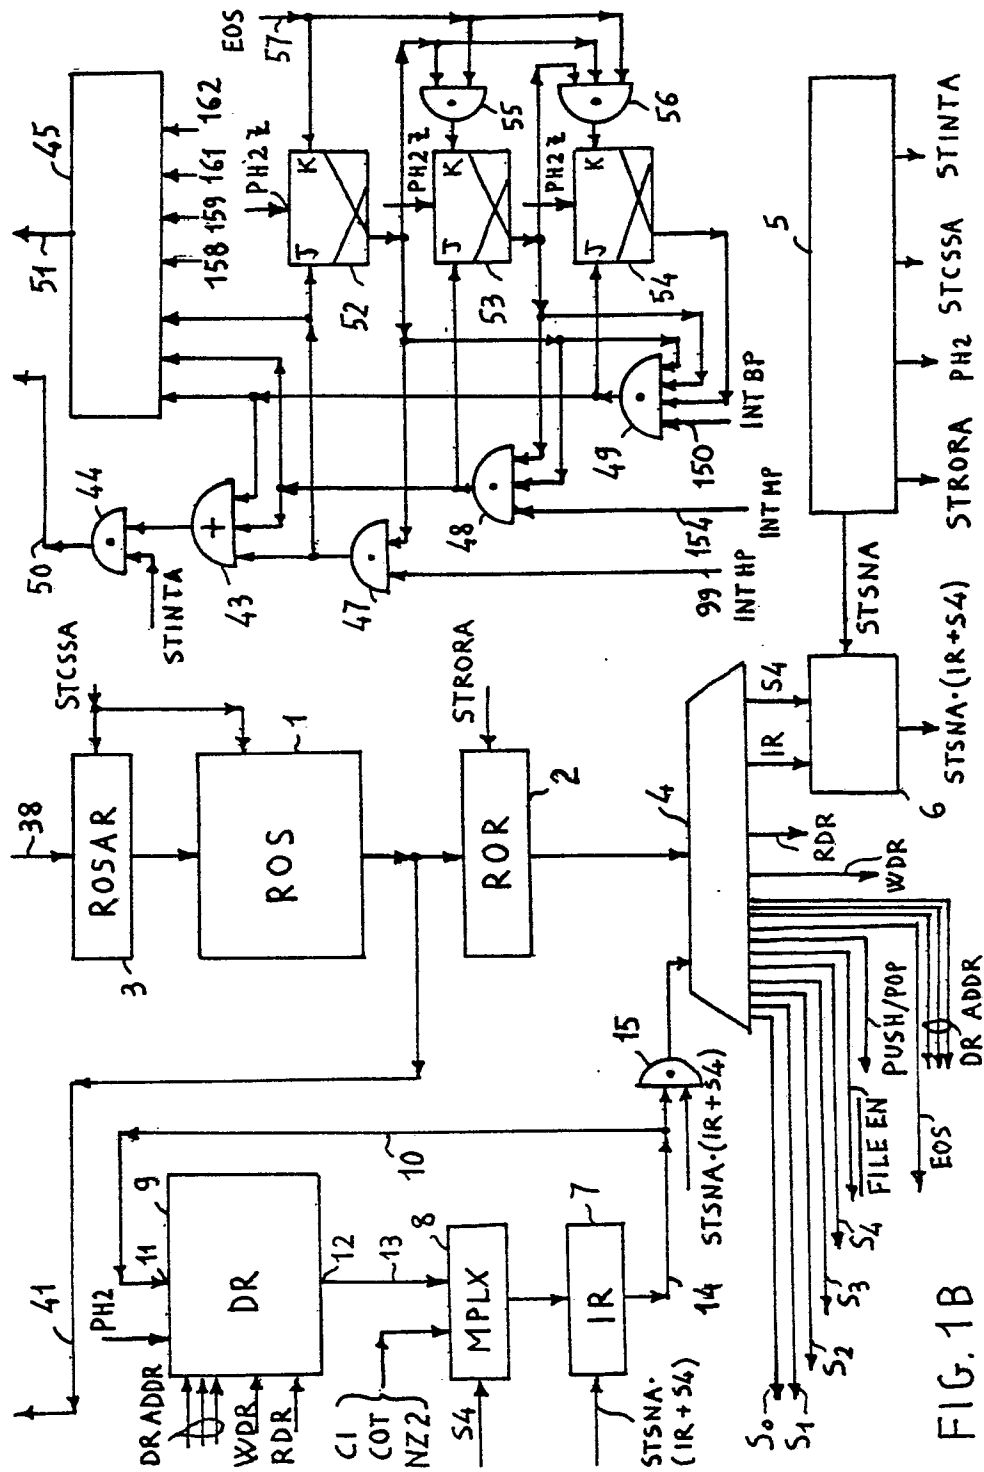 41
DR ADDR
WDR
RDR
PH2
11
9
DR
12
13
10
CI
COT
NZ2
S4
8
MPLX
7
IR
14
STSNA·
(IR+S4)
STSNA·(IR+S4)
15
38
STCSSA
ROSAR
3
ROS
1
STRORA
ROR
2
4
IR
S4
6
STSNA·(IR+S4)
RDR
WDR
DR ADDR
PUSH/POP
EOS
FILE EN
S4
S3
S2
S1
S0
50
44
STINTA
43
47
99
INT HP
48
154
INT MP
49
150
INT BP
51
45
158
159
161
162
EOS
57
PH2
J
K
52
PH2
J
K
53
PH2
J
K
54
55
56
5
STSNA
STRORA
PH2
STCSSA
STINTA
FIG. 1B